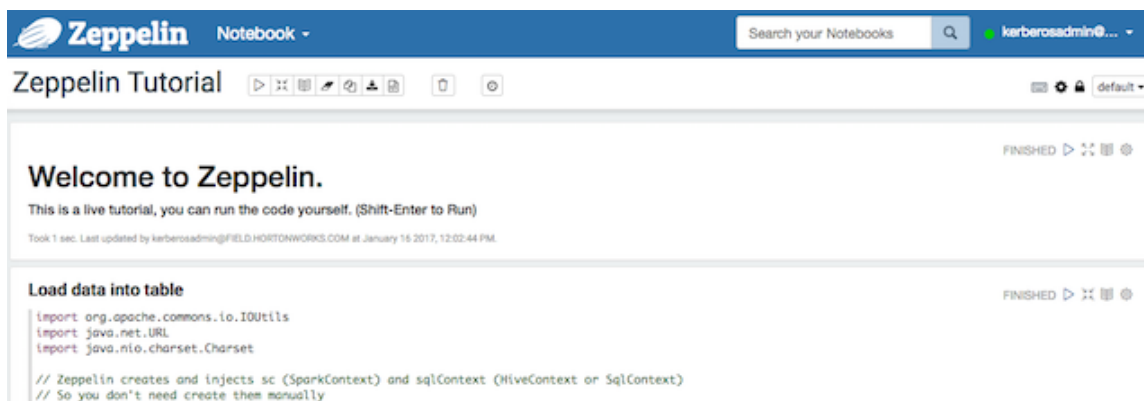 Zeppelin Notebook Search your Notebooks kerberosadmin@...
Zeppelin Tutorial default
FINISHED
Welcome to Zeppelin.
This is a live tutorial, you can run the code yourself. (Shift-Enter to Run)
Took 1 sec. Last updated by kerberosadmin@FIELD.HORTONWORKS.COM at January 16 2017, 12:02:44 PM.
Load data into table
FINISHED
import org.apache.commons.io.IOUtils
import java.net.URL
import java.nio.charset.Charset
// Zeppelin creates and injects sc (SparkContext) and sqlContext (HiveContext or SqlContext)
// So you don't need create them manually